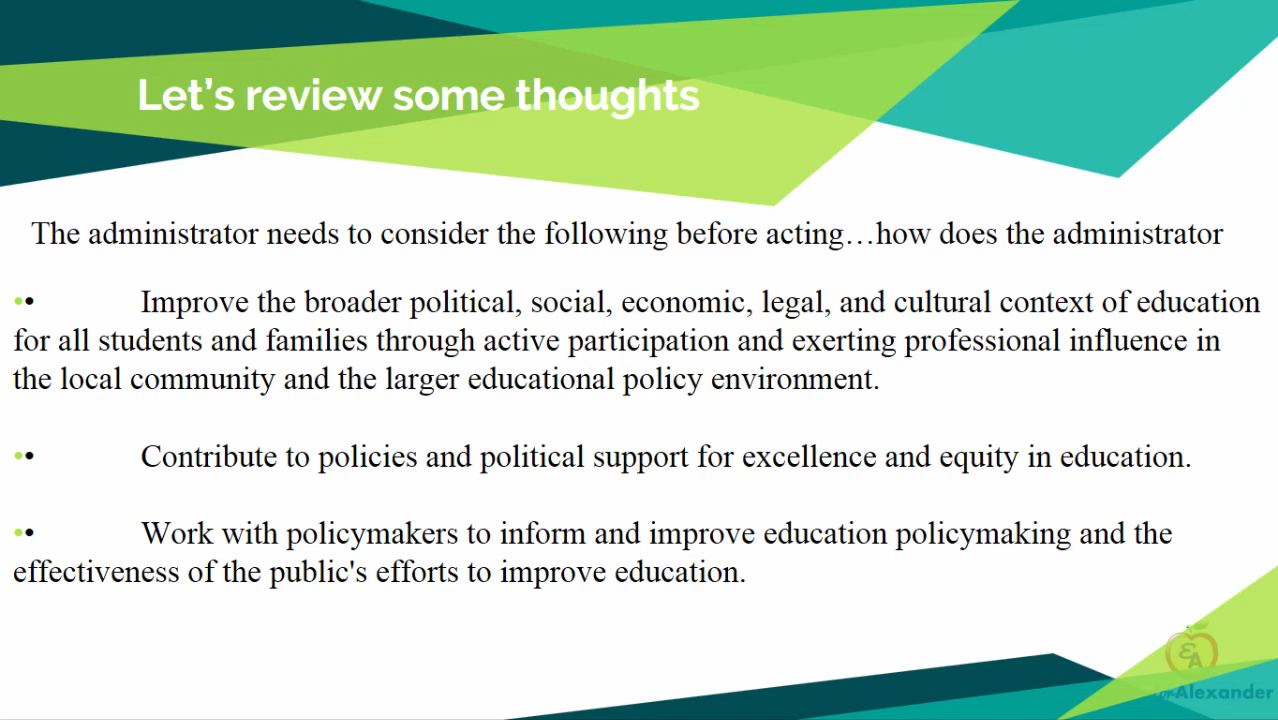 Let's review some thoughts
The administrator needs to consider the following before acting…how does the administrator
•• Improve the broader political, social, economic, legal, and cultural context of education
for all students and families through active participation and exerting professional influence in
the local community and the larger educational policy environment.
•• Contribute to policies and political support for excellence and equity in education.
•• Work with policymakers to inform and improve education policymaking and the
effectiveness of the public's efforts to improve education.
EA
Alexander